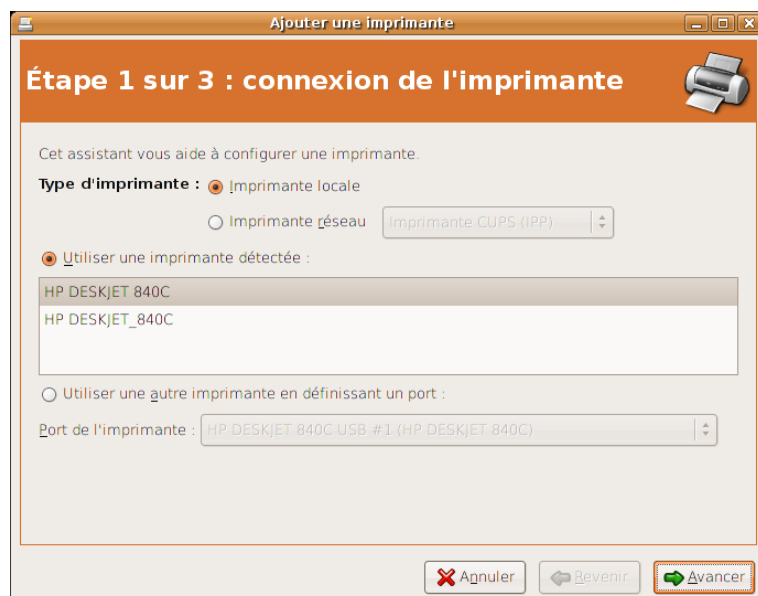 Ajouter une imprimante
Étape 1 sur 3 : connexion de l'imprimante
Cet assistant vous aide à configurer une imprimante.
Type d'imprimante : Imprimante locale
Imprimante réseau Imprimante CUPS (IPP)
Utiliser une imprimante détectée :
HP DESKJET 840C
HP DESKJET_840C
Utiliser une autre imprimante en définissant un port :
Port de l'imprimante : HP DESKJET 840C USB #1 (HP DESKJET 840C)
Annuler Revenir Avancer